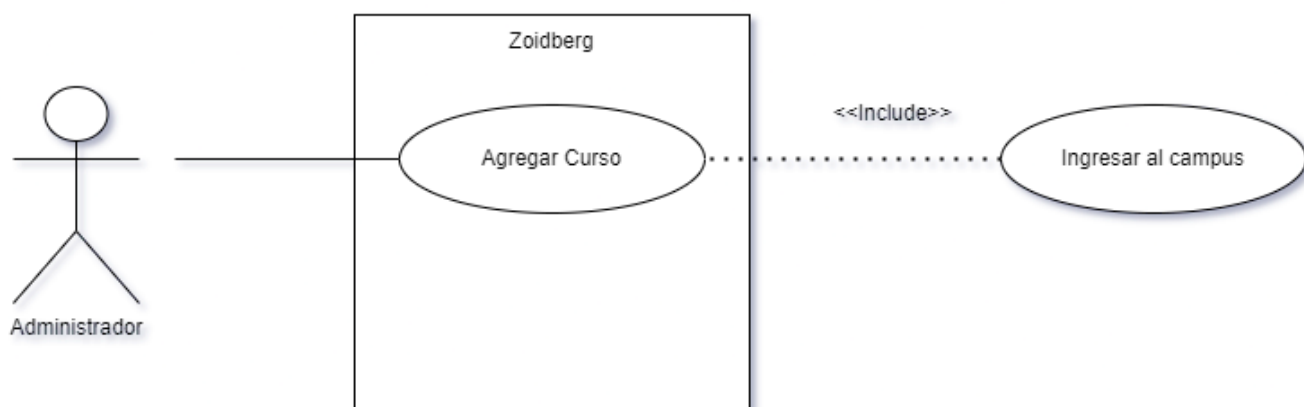 Zoidberg
<<Include>>
Agregar Curso
Ingresar al campus
Administrador